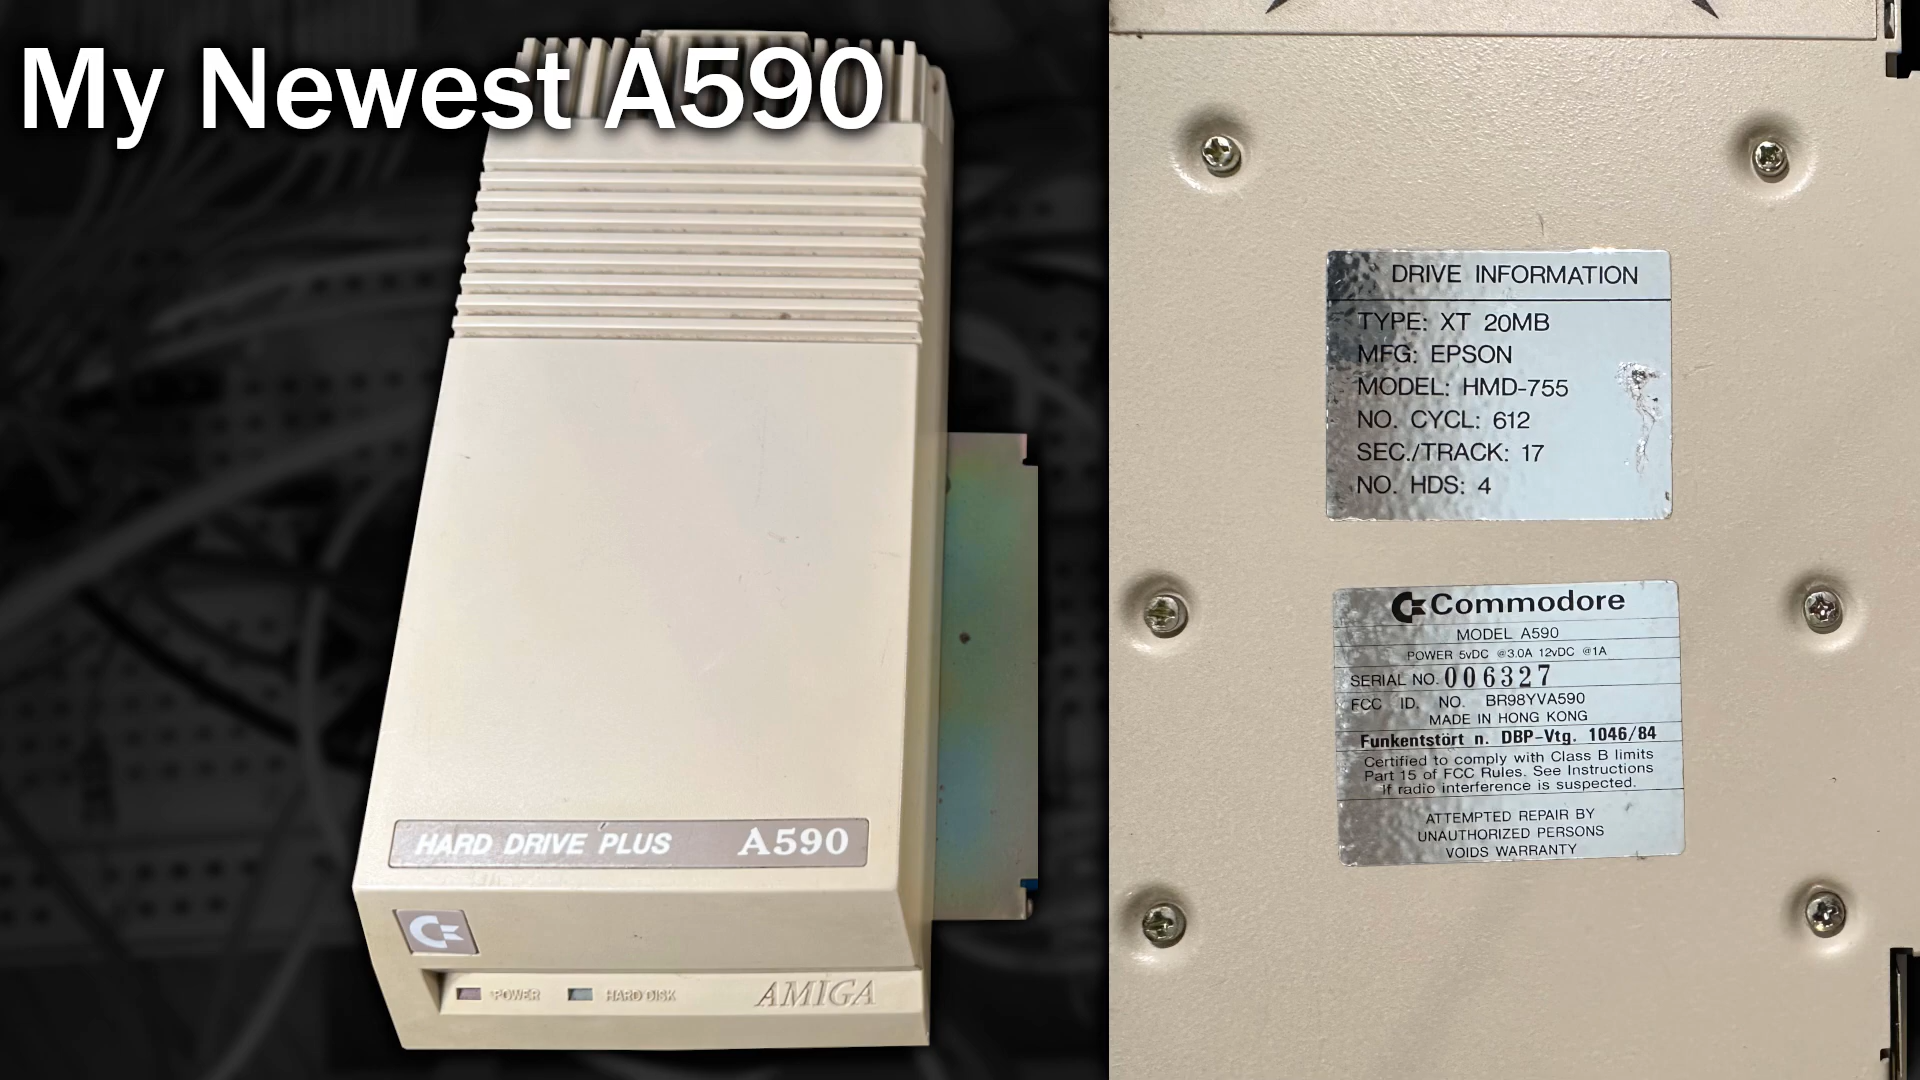 My Newest A590
HARD DRIVE PLUS A590
POWER HARD DISK AMIGA
DRIVE INFORMATION
TYPE: XT 20MB
MFG: EPSON
MODEL: HMD-755
NO. CYCL: 612
SEC./TRACK: 17
NO. HDS: 4
Commodore
MODEL A590
POWER 5vDC @3.0A 12vDC @1A
SERIAL NO. 006327
FCC ID. NO. BR98YVA590
MADE IN HONG KONG
Funkentstört n. DBP-Vtg. 1046/84
Certified to comply with Class B limits
Part 15 of FCC Rules. See Instructions
if radio interference is suspected.
ATTEMPTED REPAIR BY
UNAUTHORIZED PERSONS
VOIDS WARRANTY